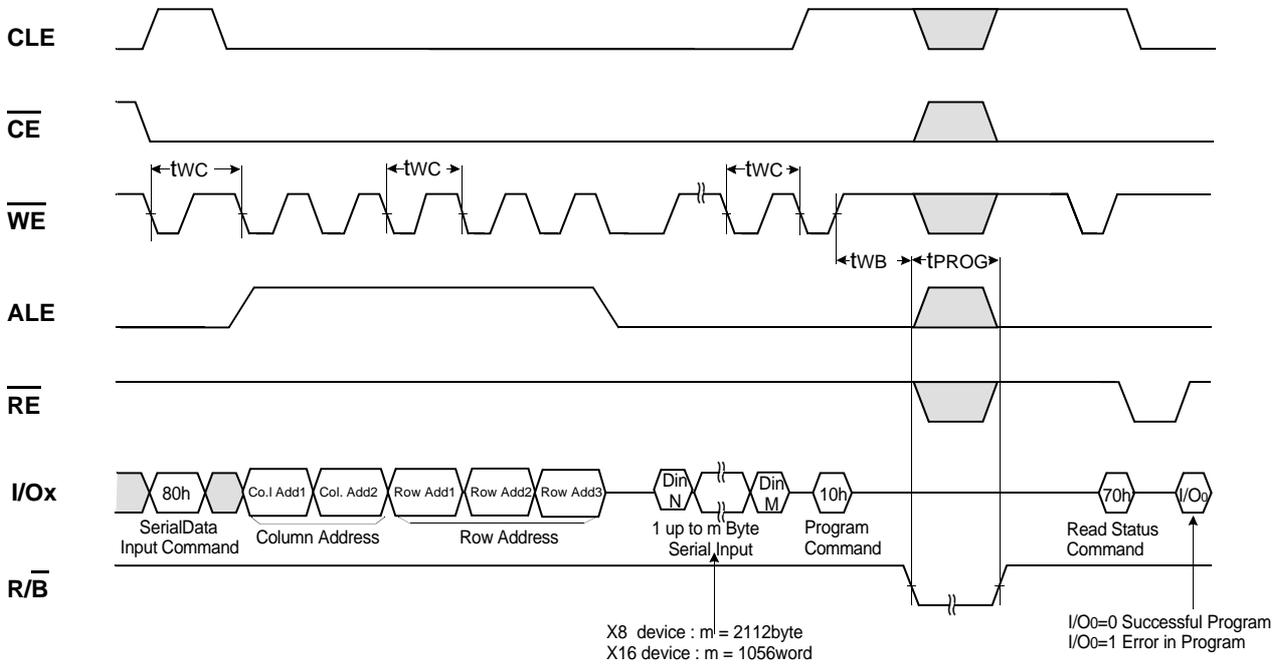 CLE
CE
tWC
tWC
tWC
WE
tWB
tPROG
ALE
RE
I/Ox
80h
Co.l Add1
Col. Add2
Row Add1
Row Add2
Row Add3
Din
N
Din
M
10h
70h
I/O0
SerialData
Input Command
Column Address
Row Address
1 up to m Byte
Serial Input
Program
Command
Read Status
Command
R/B
X8 device : m = 2112byte
X16 device : m = 1056word
I/O0=0 Successful Program
I/O0=1 Error in Program